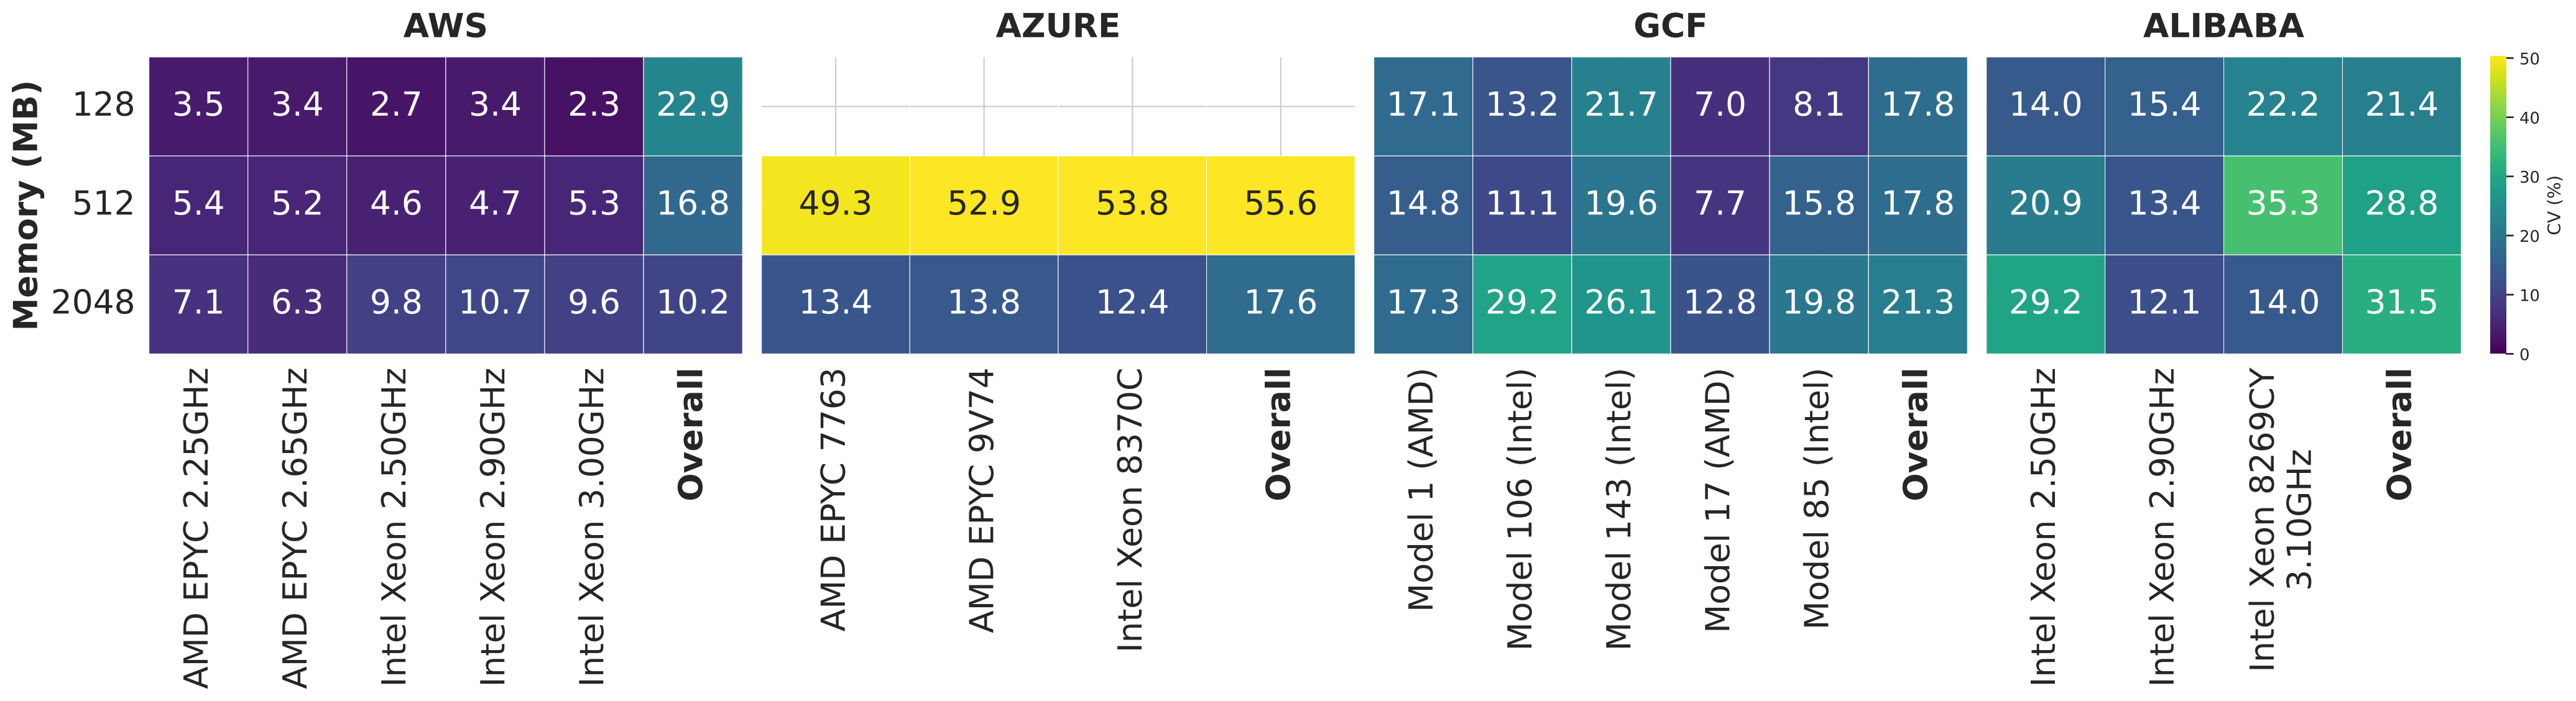 AWS
AZURE
GCF
ALIBABA
Memory (MB)
128
3.5 3.4 2.7 3.4 2.3 22.9
17.1 13.2 21.7 7.0 8.1 17.8
14.0 15.4 22.2 21.4
512
5.4 5.2 4.6 4.7 5.3 16.8
49.3 52.9 53.8 55.6
14.8 11.1 19.6 7.7 15.8 17.8
20.9 13.4 35.3 28.8
2048
7.1 6.3 9.8 10.7 9.6 10.2
13.4 13.8 12.4 17.6
17.3 29.2 26.1 12.8 19.8 21.3
29.2 12.1 14.0 31.5
AMD EPYC 2.25GHz
AMD EPYC 2.65GHz
Intel Xeon 2.50GHz
Intel Xeon 2.90GHz
Intel Xeon 3.00GHz
Overall
AMD EPYC 7763
AMD EPYC 9V74
Intel Xeon 8370C
Overall
Model 1 (AMD)
Model 106 (Intel)
Model 143 (Intel)
Model 17 (AMD)
Model 85 (Intel)
Overall
Intel Xeon 2.50GHz
Intel Xeon 2.90GHz
Intel Xeon 8269CY
3.10GHz
Overall
50
40
30
20
10
0
CV (%)